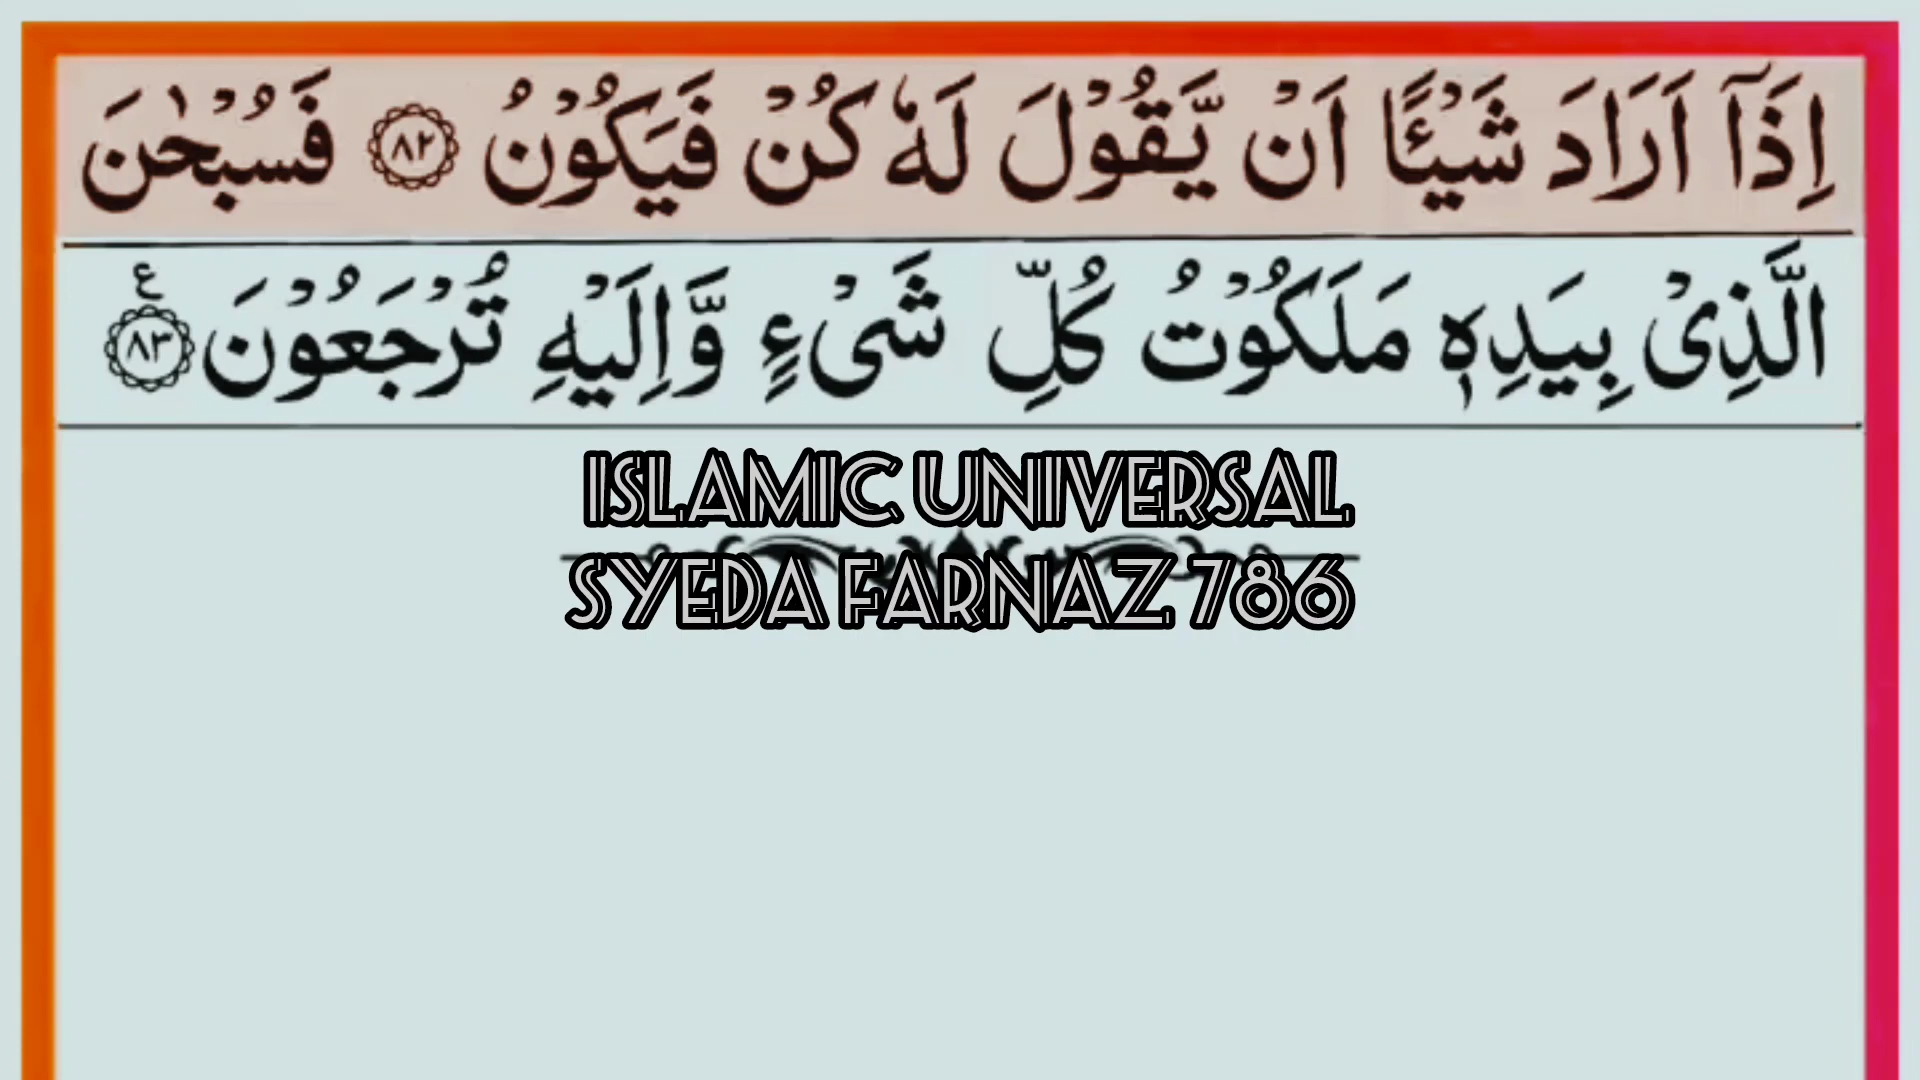 اِذَآ اَرَادَ شَيْـًٔا اَنْ يَّقُوْلَ لَهٗ كُنْ فَيَكُوْنُ ۝٨٢ فَسُبْحٰنَ
الَّذِيْ بِيَدِهٖ مَلَكُوْتُ كُلِّ شَيْءٍ وَّاِلَيْهِ تُرْجَعُوْنَ ۝٨٣ ع
ISLAMIC UNIVERSAL
SYEDA FARNAZ 786